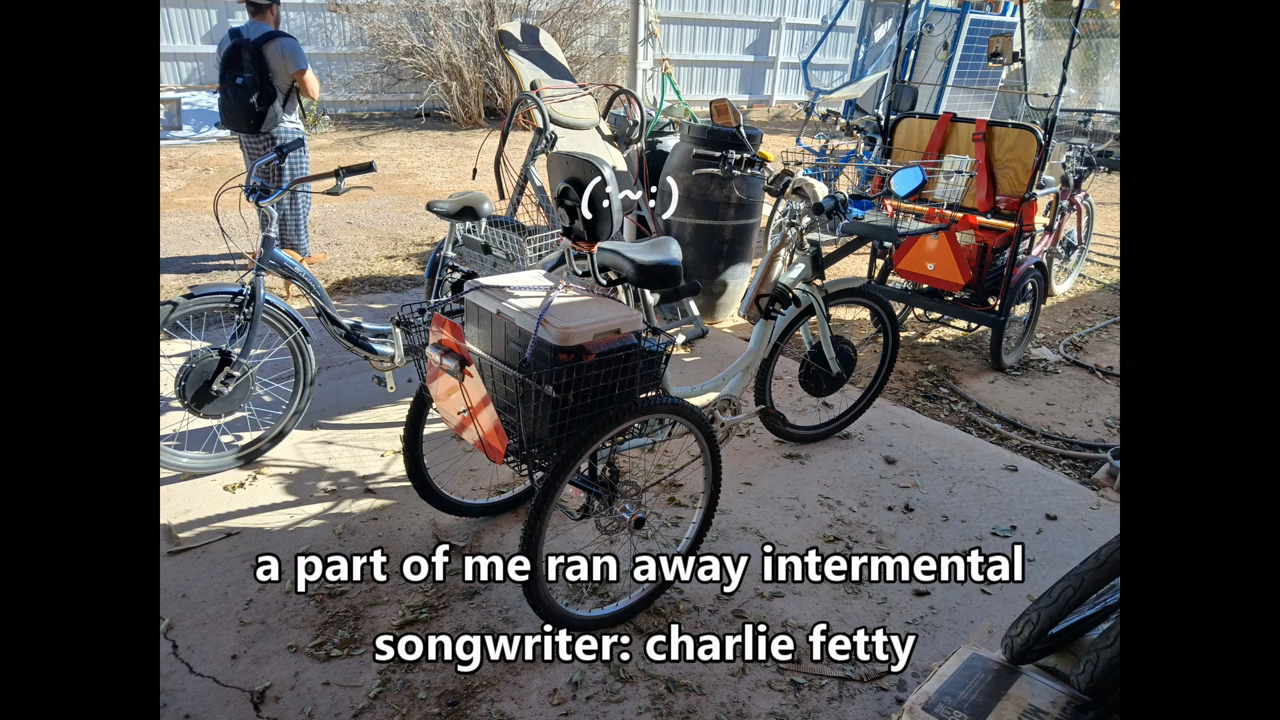 (:~:)
a part of me ran away intermental
songwriter: charlie fetty